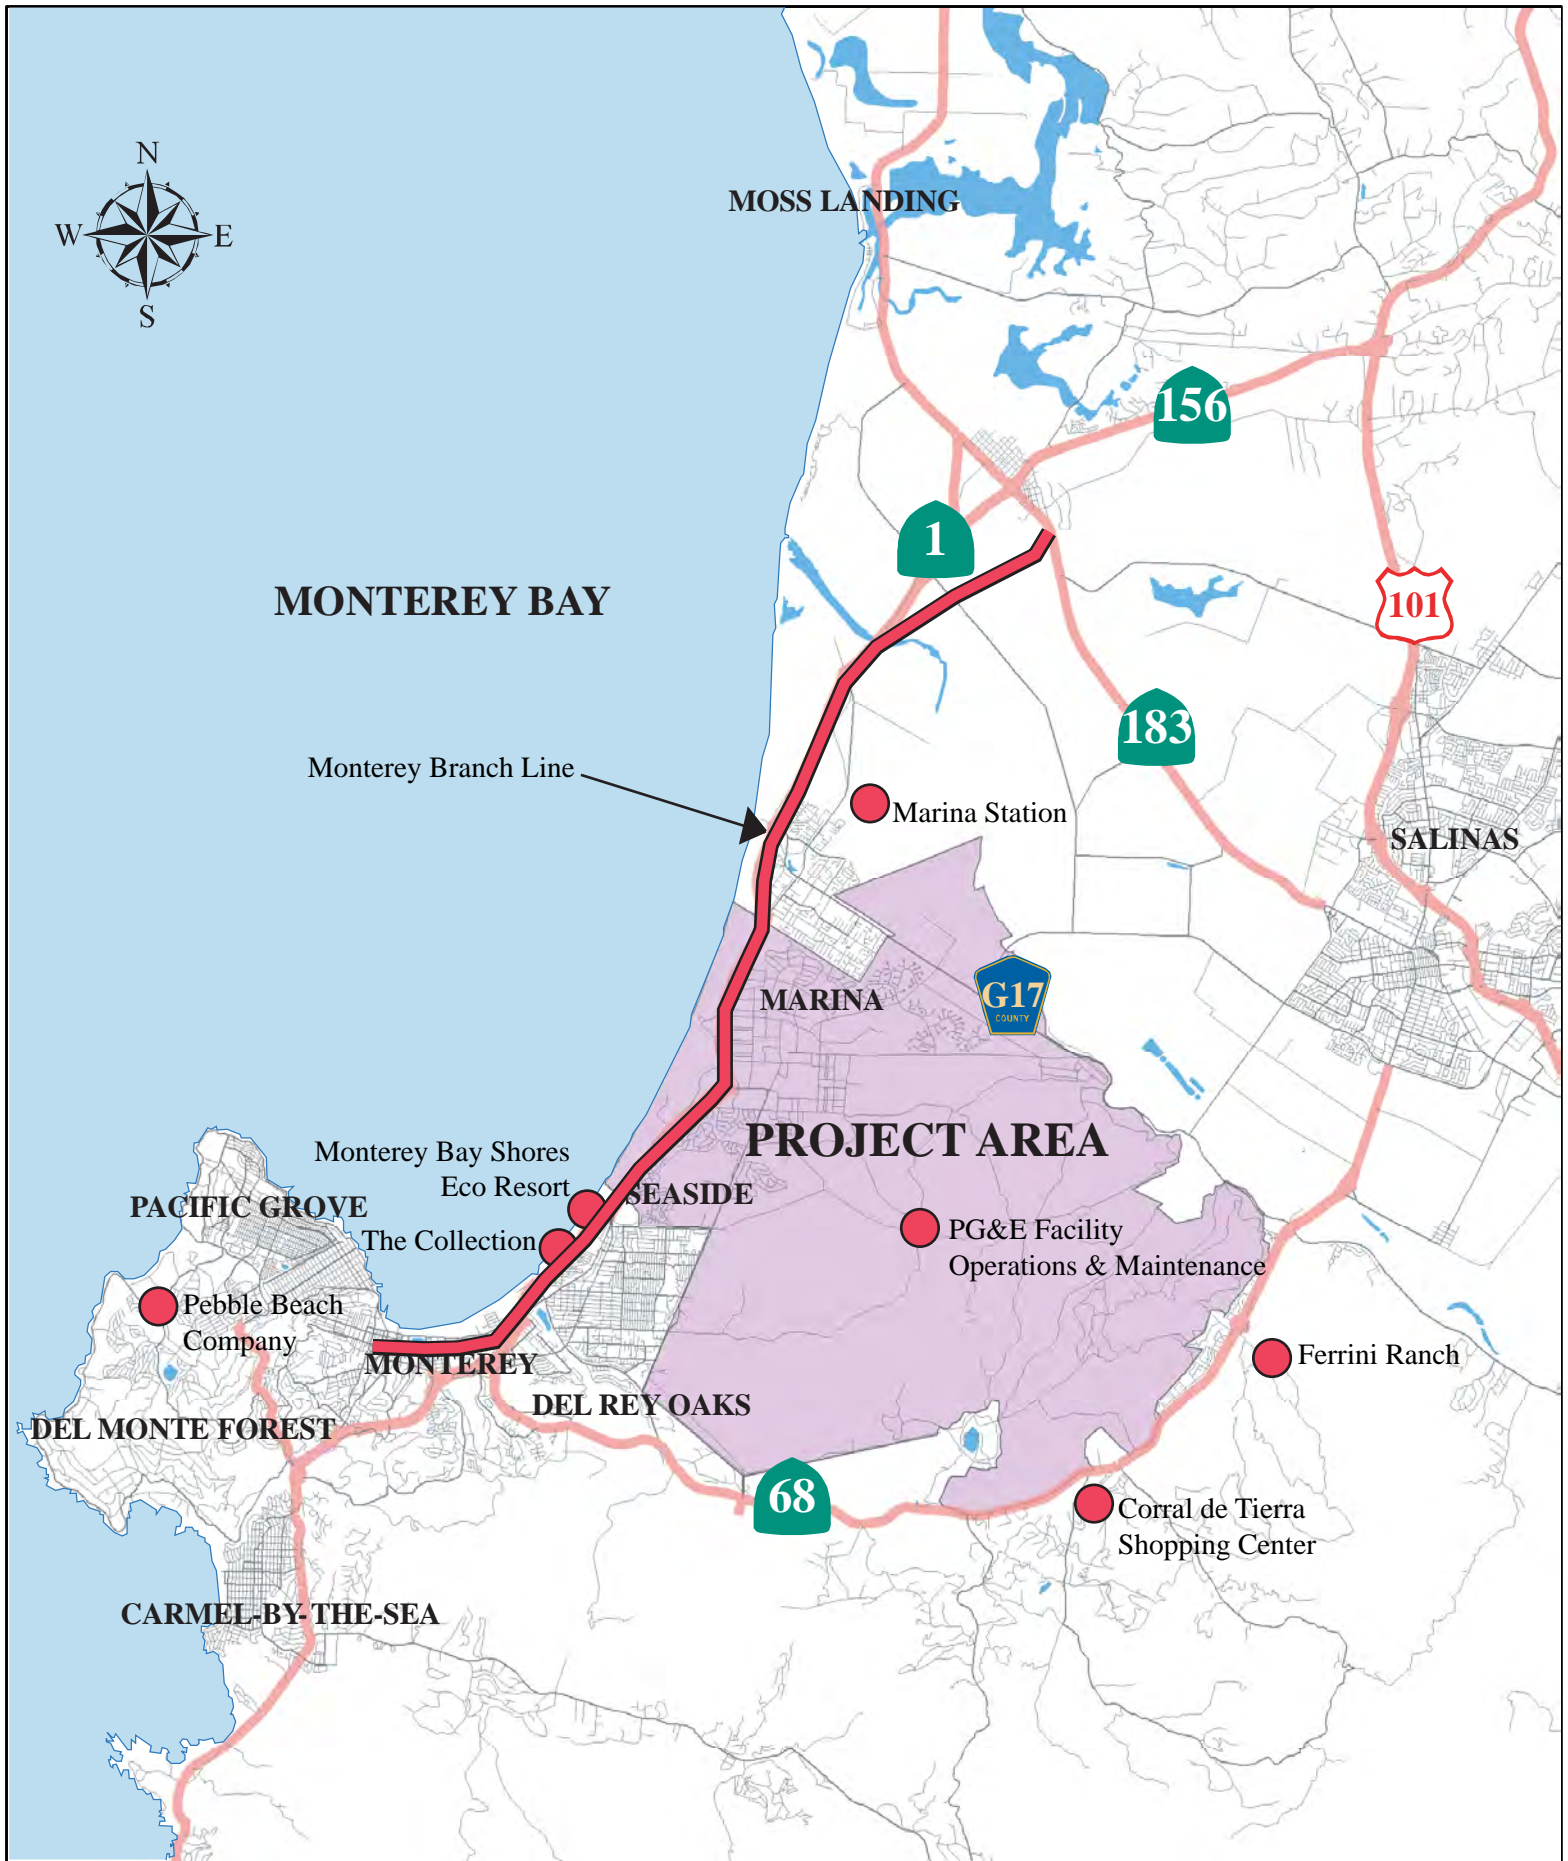 N
W
E
S
MOSS LANDING
156
1
MONTEREY BAY
101
183
Monterey Branch Line
Marina Station
SALINAS
MARINA
G17
COUNTY
PROJECT AREA
Monterey Bay Shores
Eco Resort
SEASIDE
PACIFIC GROVE
The Collection
PG&E Facility
Operations & Maintenance
Pebble Beach
Company
MONTEREY
Ferrini Ranch
DEL REY OAKS
DEL MONTE FOREST
68
Corral de Tierra
Shopping Center
CARMEL-BY-THE-SEA